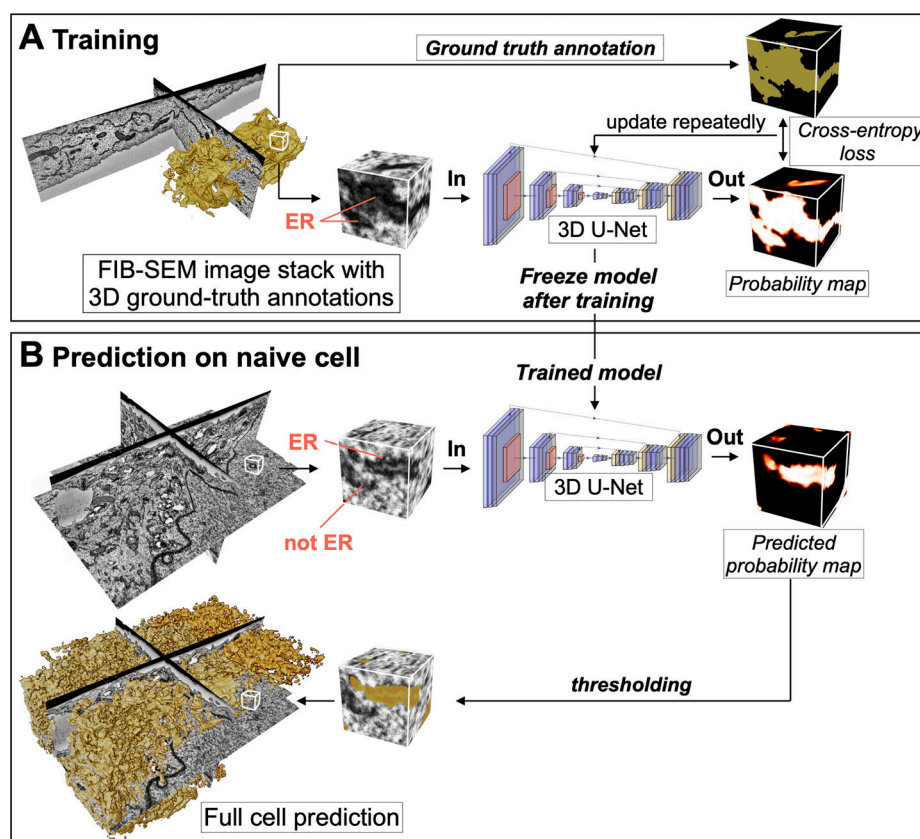 A Training
Ground truth annotation
update repeatedly
Cross-entropy
loss
In
Out
ER
3D U-Net
FIB-SEM image stack with
3D ground-truth annotations
Freeze model
after training
Probability map
B Prediction on naive cell
Trained model
ER
In
Out
3D U-Net
not ER
Predicted
probability map
thresholding
Full cell prediction